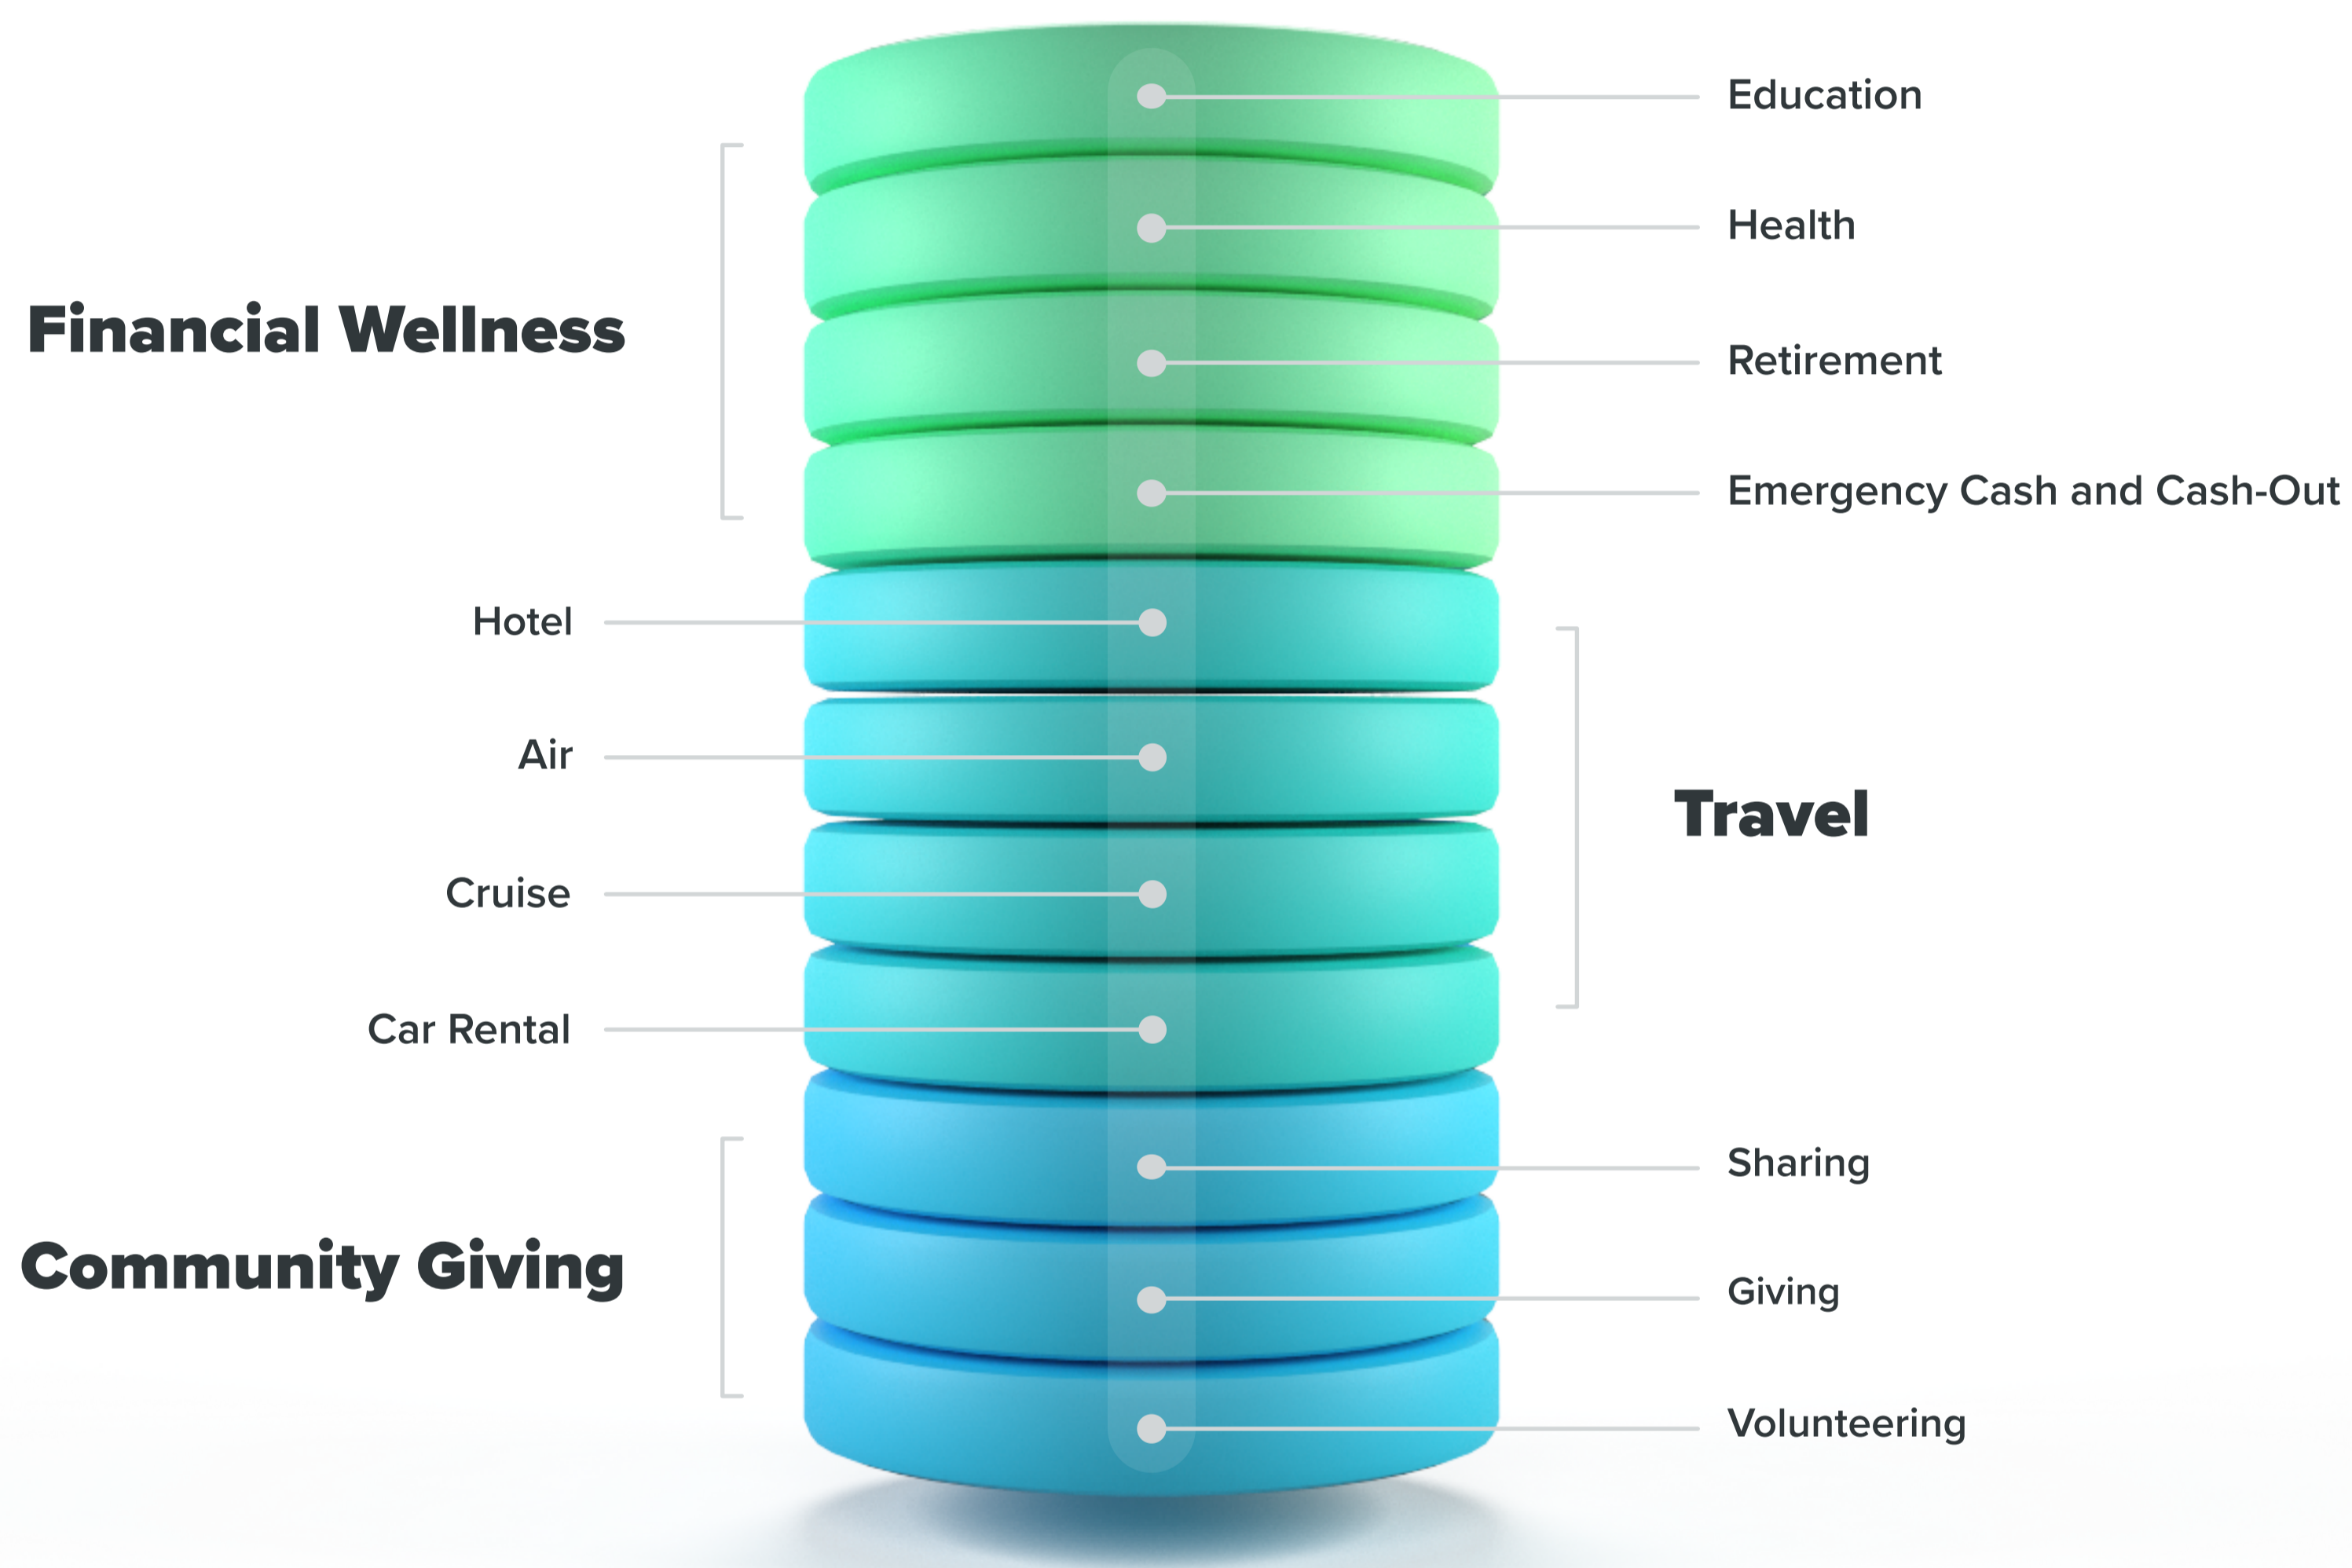 Education
Health
Financial Wellness
Retirement
Emergency Cash and Cash-Out
Hotel
Air
Travel
Cruise
Car Rental
Sharing
Community Giving
Giving
Volunteering